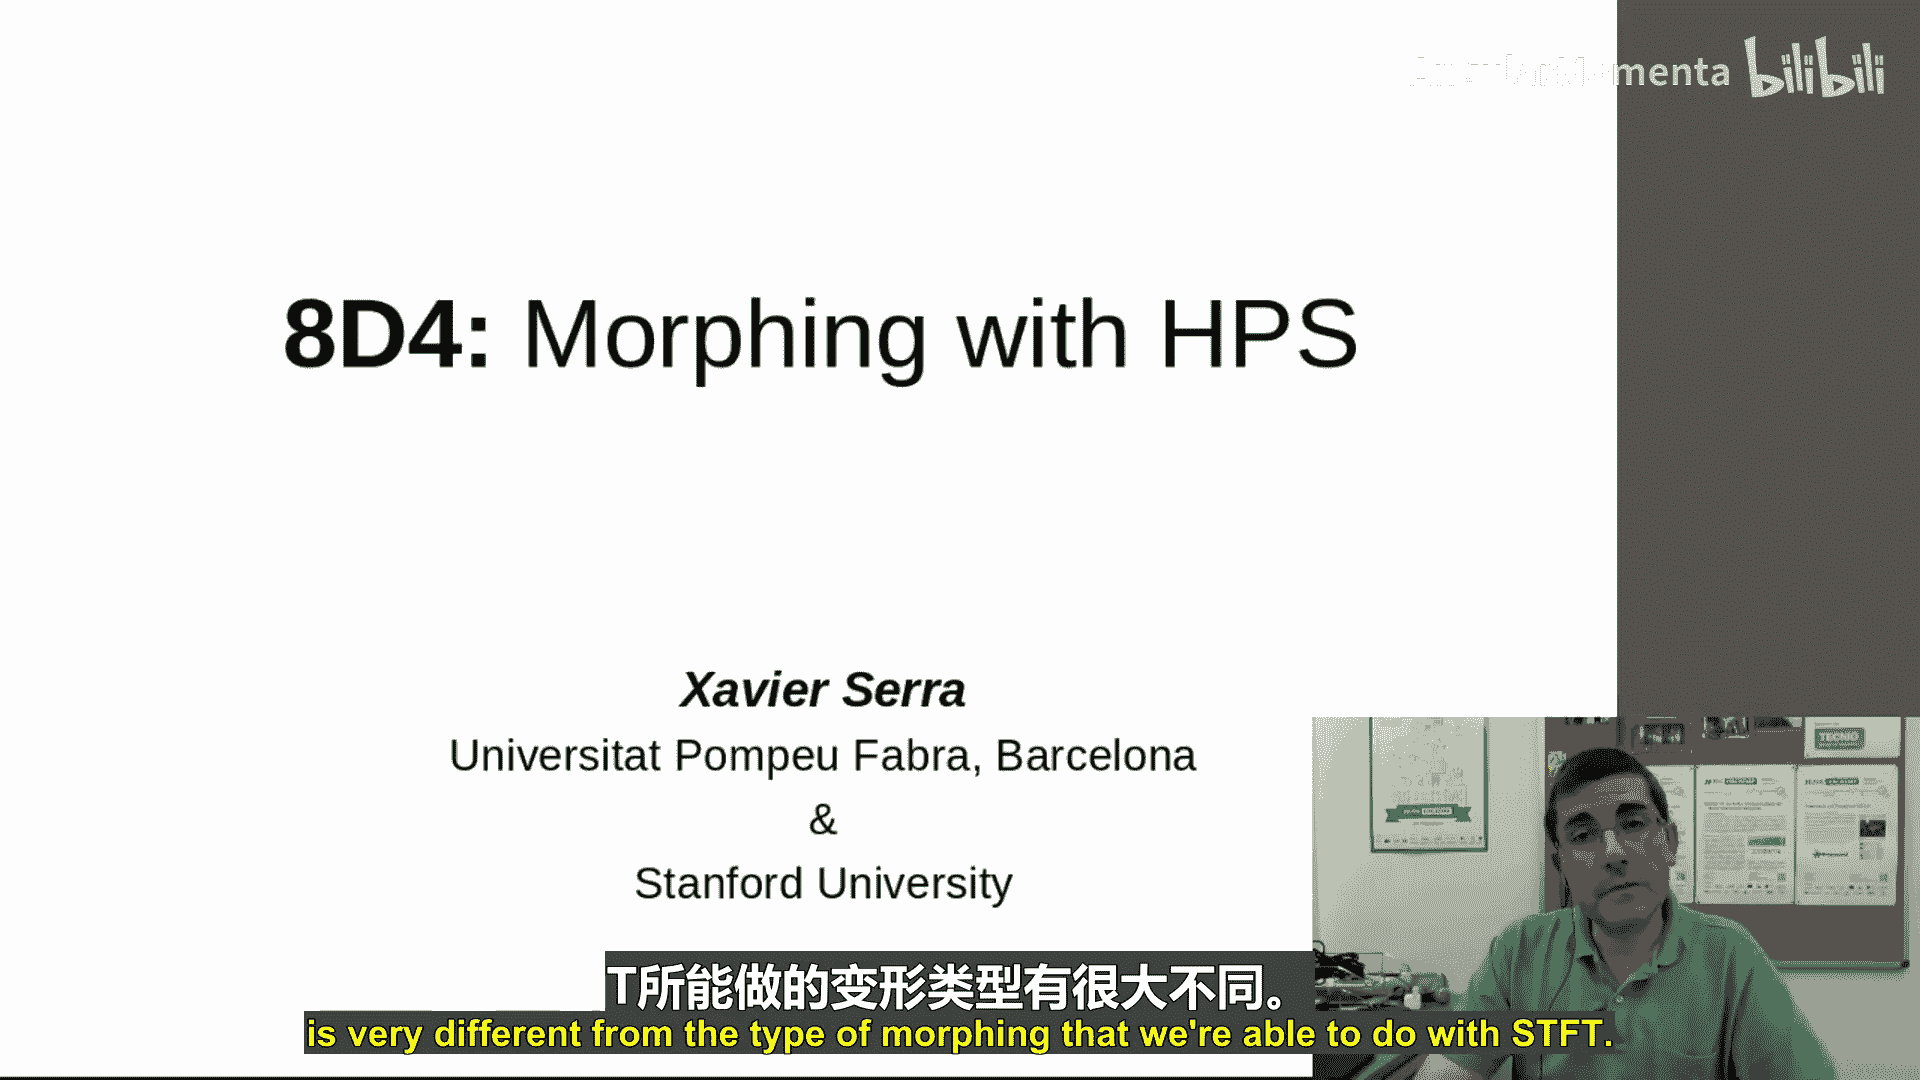 menta bilibili
8D4: Morphing with HPS
Xavier Serra
Universitat Pompeu Fabra, Barcelona
&
Stanford University
TECNIO
T所能做的变形类型有很大不同。
is very different from the type of morphing that we're able to do with STFT.